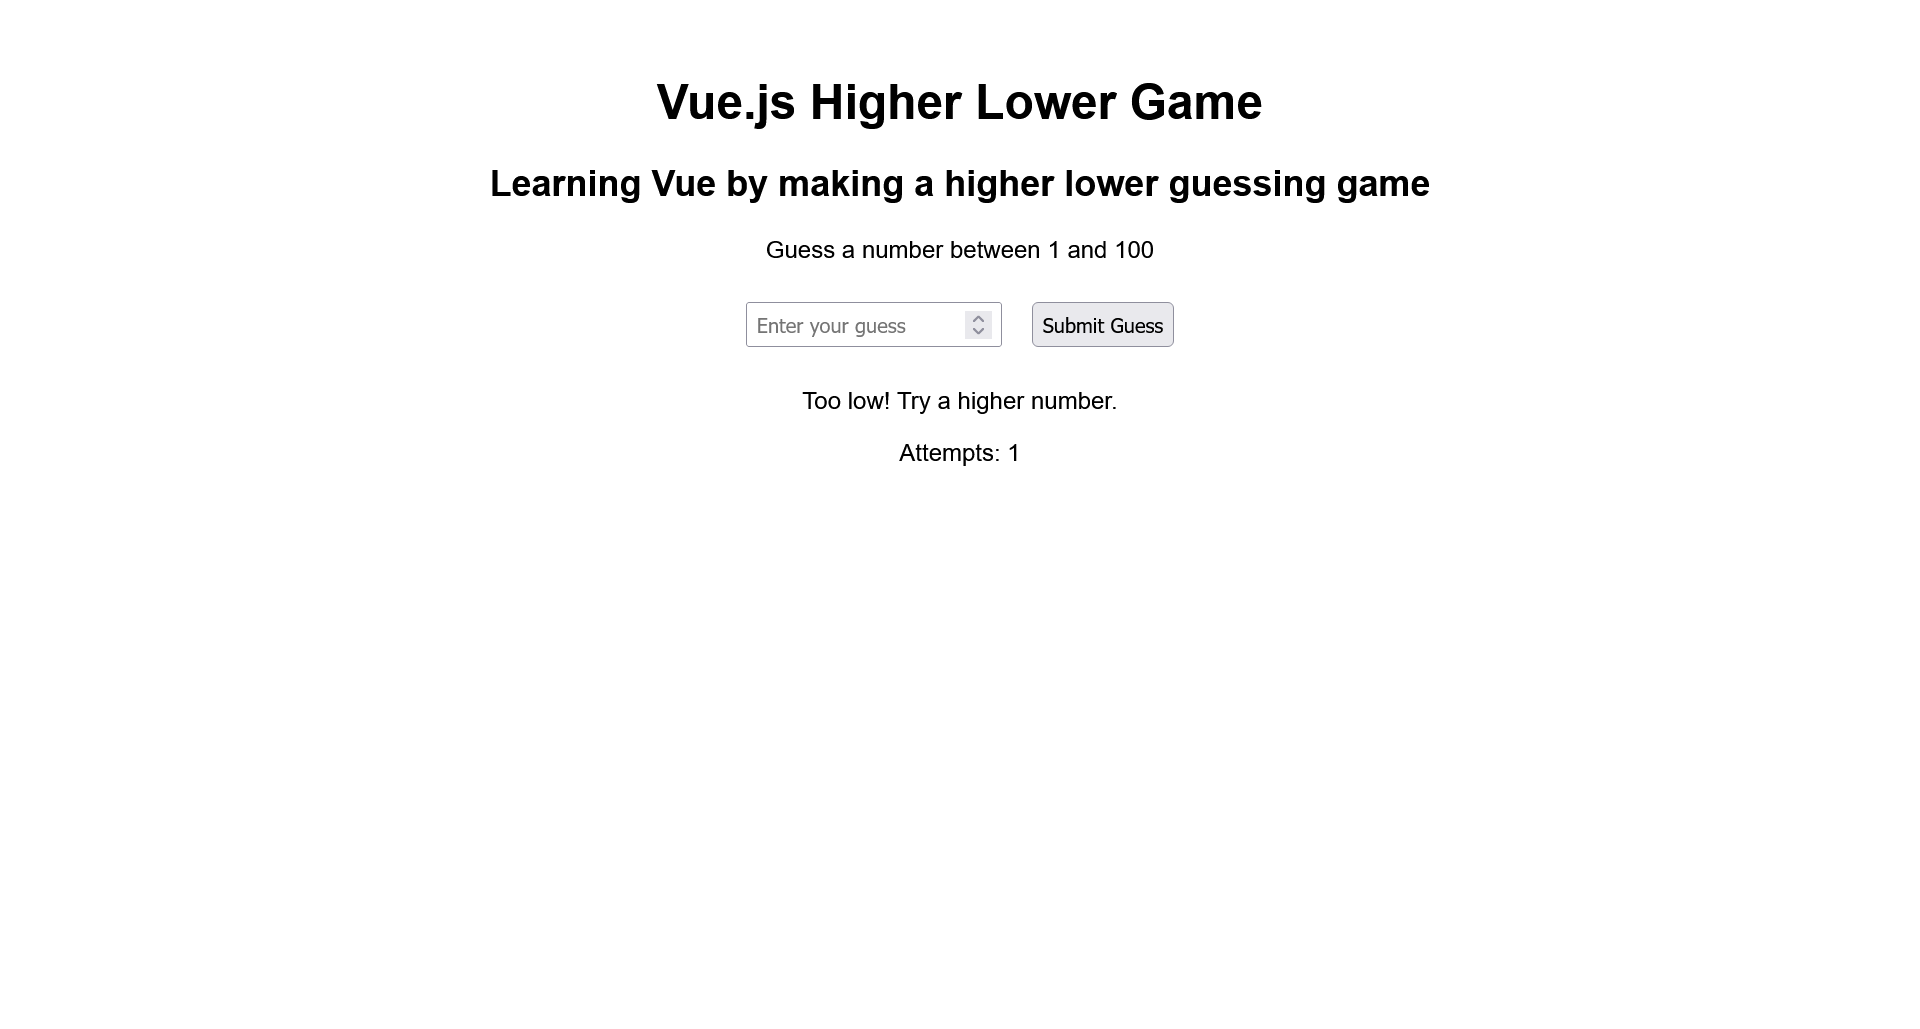 Vue.js Higher Lower Game
Learning Vue by making a higher lower guessing game
Guess a number between 1 and 100
Enter your guess
Submit Guess
Too low! Try a higher number.
Attempts: 1